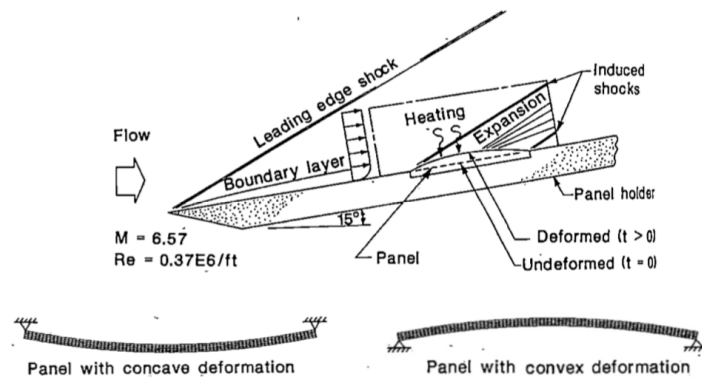 Leading edge shock
Induced
shocks
Heating
Expansion
Flow
Boundary layer
Panel holder
15°
M = 6.57
Re = 0.37E6/ft
Deformed (t > 0)
Panel
Undeformed (t = 0)
Panel with concave deformation
Panel with convex deformation